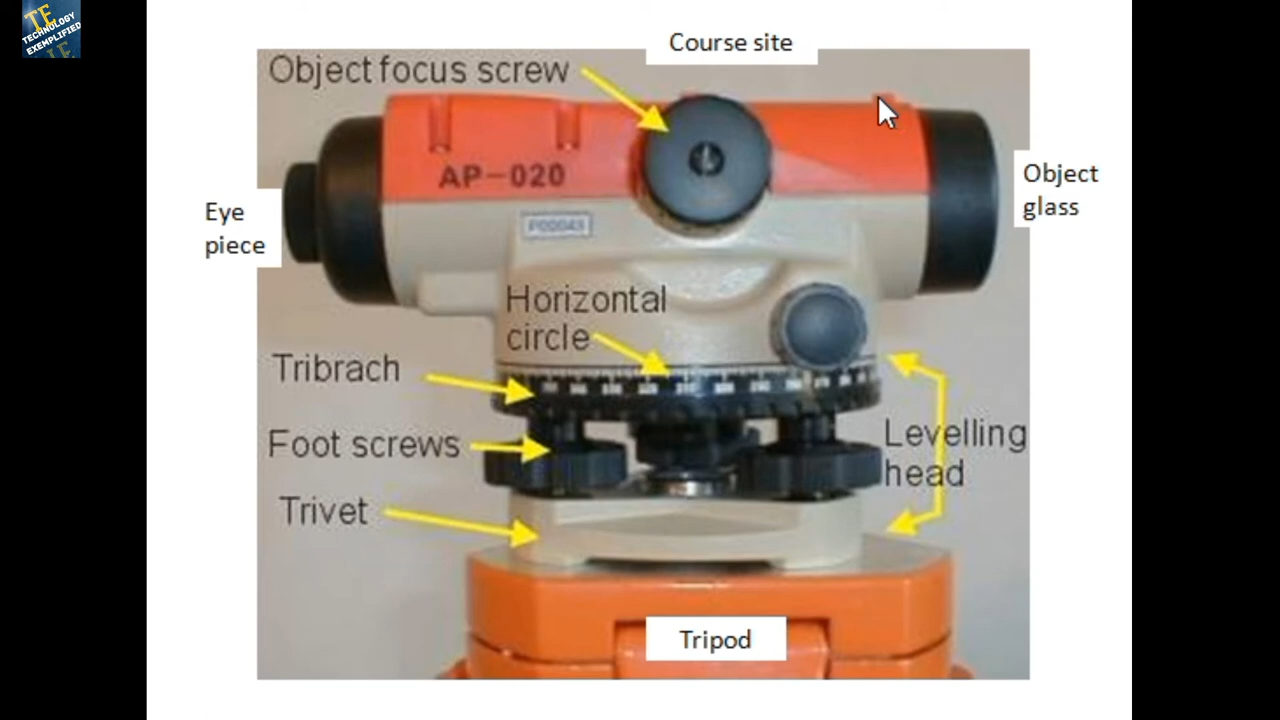 TE
TECHNOLOGY
EXEMPLIFIED
Course site
Object focus screw
AP-020
Object
glass
Eye
piece
P00043
Horizontal
circle
Tribrach
Foot screws
Levelling
head
Trivet
Tripod